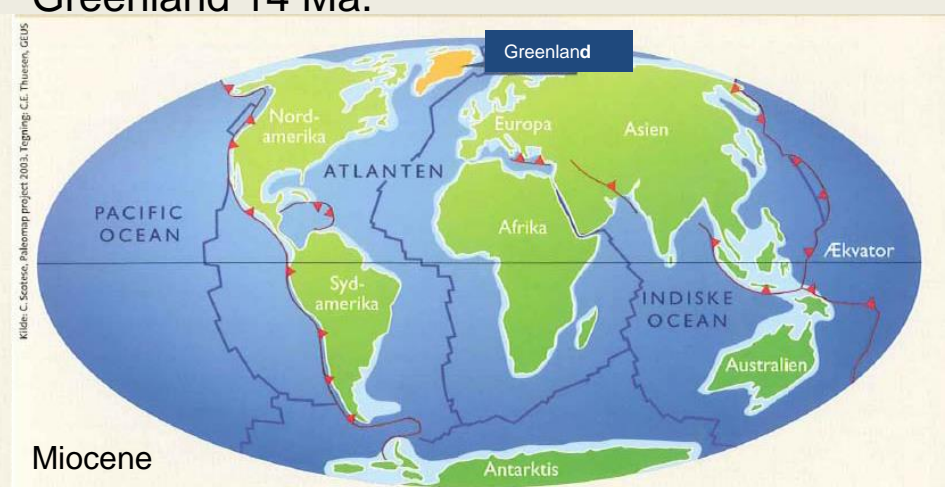 Greenland 14 Ma.
Kilde: C. Scotese, Paleomap project 2003. Tegning: C.E. Thuesen, GEUS
Greenland
Nord-
amerika
Europa
Asien
ATLANTEN
PACIFIC
OCEAN
Afrika
Ækvator
Syd-
amerika
INDISKE
OCEAN
Australien
Miocene
Antarktis